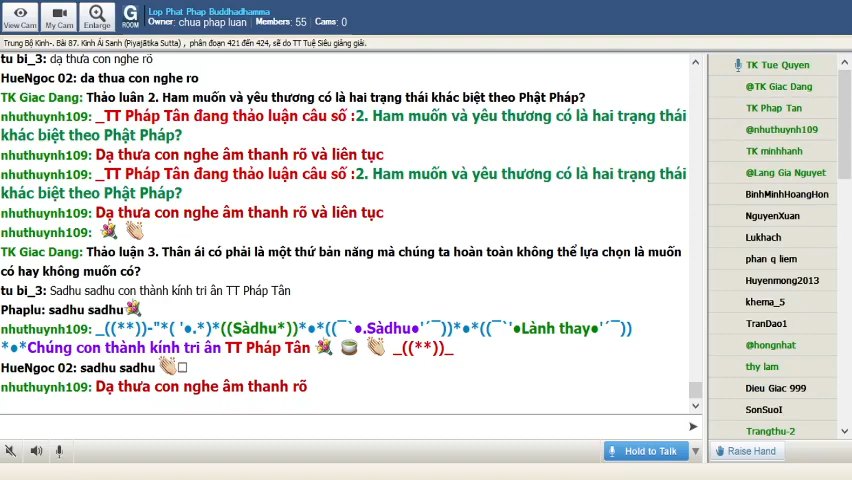 View Cam
My Cam
Enlarge
G
ROOM
Lop Phat Phap Buddhadhamma
Owner: chua phap luan Members: 55 Cams: 0
Trung Bộ Kinh-. Bài 87. Kinh Ái Sanh (Piyajātika Sutta) , phân đoạn 421 đến 424, sẽ do TT Tuệ Siêu giảng giải.
tu bi_3: dạ thưa con nghe rõ
HueNgoc 02: da thua con nghe ro
TK Giac Dang: Thảo luân 2. Ham muốn và yêu thương có là hai trạng thái khác biệt theo Phật Pháp?
nhuthuynh109: _TT Pháp Tân đang thảo luận câu số :2. Ham muốn và yêu thương có là hai trạng thái
khác biệt theo Phật Pháp?
nhuthuynh109: Dạ thưa con nghe âm thanh rõ và liên tục
nhuthuynh109: _TT Pháp Tân đang thảo luận câu số :2. Ham muốn và yêu thương có là hai trạng thái
khác biệt theo Phật Pháp?
nhuthuynh109: Dạ thưa con nghe âm thanh rõ và liên tục
nhuthuynh109:
TK Giac Dang: Thảo luận 3. Thân ái có phải là một thứ bản năng mà chúng ta hoàn toàn không thể lựa chọn là muốn
có hay không muốn có?
tu bi_3: Sadhu sadhu con thành kính tri ân TT Pháp Tân
Phaplu: sadhu sadhu
nhuthuynh109: _((**))-"*( '●.*)*((Sàdhu*))*●*((¯`●.Sàdhu●'´¯))*●*((¯`'●Lành thay●'´¯))
*●*Chúng con thành kính tri ân TT Pháp Tân _((**))_
HueNgoc 02: sadhu sadhu
nhuthuynh109: Dạ thưa con nghe âm thanh rõ
TK Tue Quyen
@TK Giac Dang
TK Phap Tan
@nhuthuynh109
TK minhhanh
@Lang Gia Nguyet
BinhMinhHoangHon
NguyenXuan
Lukhach
phan q liem
Huyenmong2013
khema_5
TranDao1
@hongnhat
thy lam
Dieu Giac 999
SonSuoI
Trangthu-2
Hold to Talk
Raise Hand